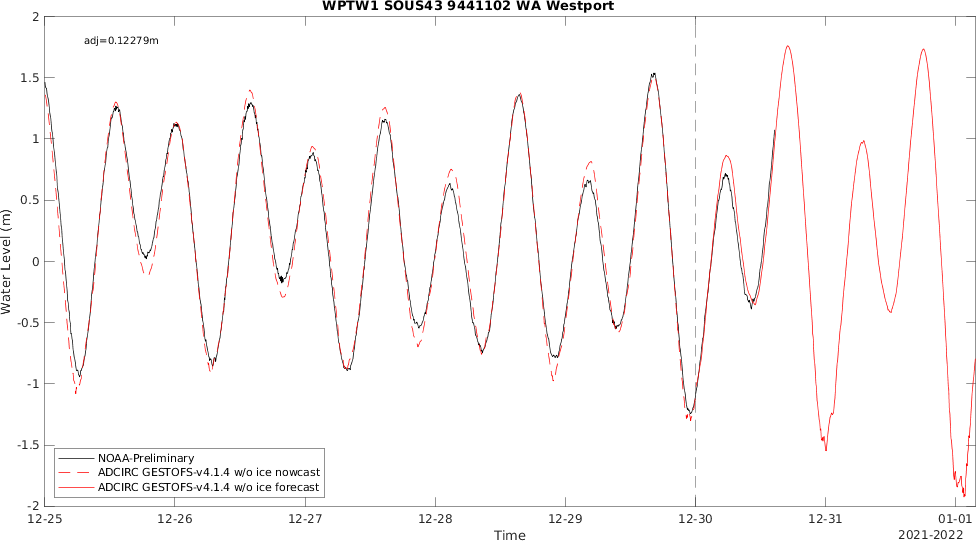 WPTW1 SOUS43 9441102 WA Westport
adj=0.12279m
2
1.5
1
0.5
0
-0.5
-1
-1.5
-2
Water Level (m)
NOAA-Preliminary
ADCIRC GESTOFS-v4.1.4 w/o ice nowcast
ADCIRC GESTOFS-v4.1.4 w/o ice forecast
12-25 12-26 12-27 12-28 12-29 12-30 12-31 01-01
Time
2021-2022